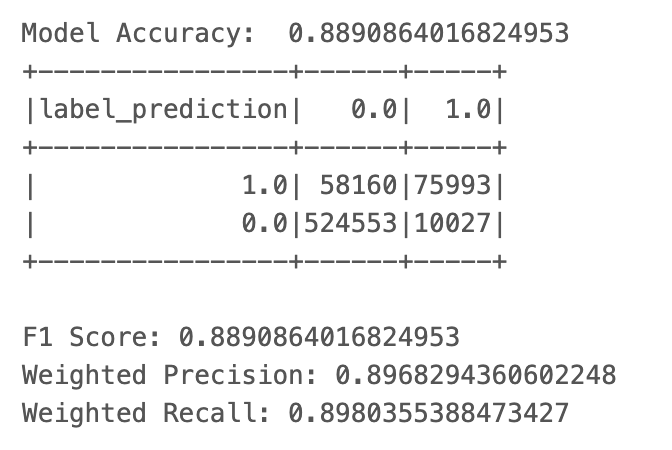 Model Accuracy:  0.8890864016824953
+----------------+------+-----+
|label_prediction|   0.0|  1.0|
+----------------+------+-----+
|             1.0| 58160|75993|
|             0.0|524553|10027|
+----------------+------+-----+
F1 Score: 0.8890864016824953
Weighted Precision: 0.8968294360602248
Weighted Recall: 0.8980355388473427